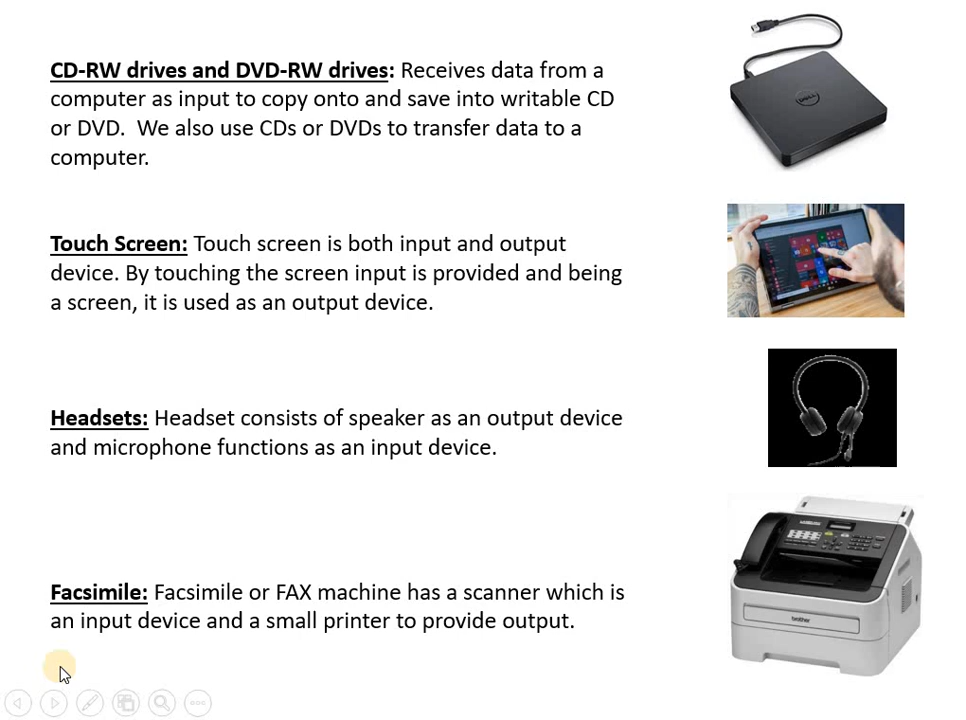 CD-RW drives and DVD-RW drives: Receives data from a
computer as input to copy onto and save into writable CD
or DVD.  We also use CDs or DVDs to transfer data to a
computer.
DELL
Touch Screen: Touch screen is both input and output
device. By touching the screen input is provided and being
a screen, it is used as an output device.
Headsets: Headset consists of speaker as an output device
and microphone functions as an input device.
Facsimile: Facsimile or FAX machine has a scanner which is
an input device and a small printer to provide output.
brother